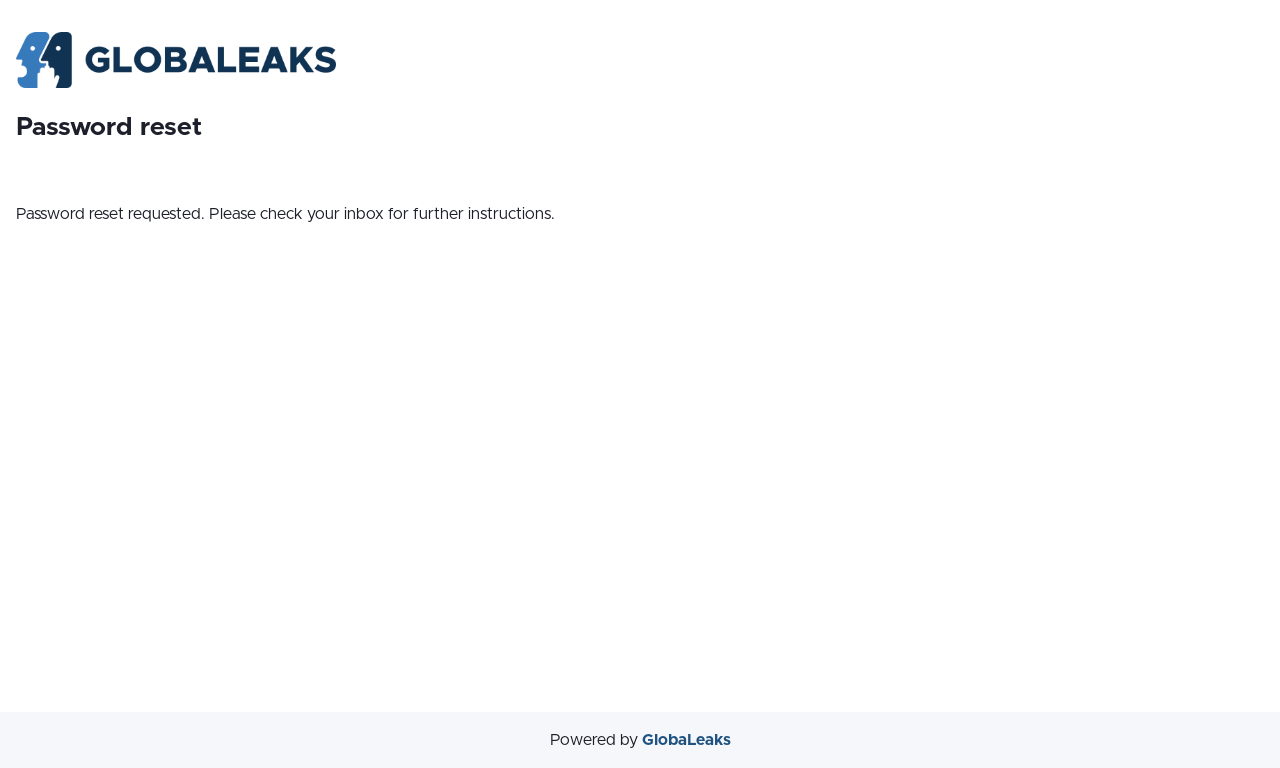 GLOBALEAKS
Password reset
Password reset requested. Please check your inbox for further instructions.
Powered by GlobaLeaks